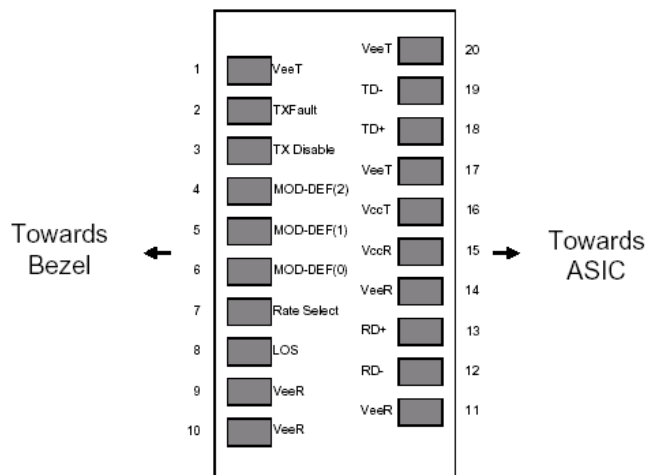 VeeT 20
1 VeeT
TD- 19
2 TXFault
TD+ 18
3 TX Disable
VeeT 17
4 MOD-DEF(2)
VccT 16
5 MOD-DEF(1)
Towards
Bezel
VccR 15
Towards
ASIC
6 MOD-DEF(0)
VeeR 14
7 Rate Select
RD+ 13
8 LOS
RD- 12
9 VeeR
VeeR 11
10 VeeR